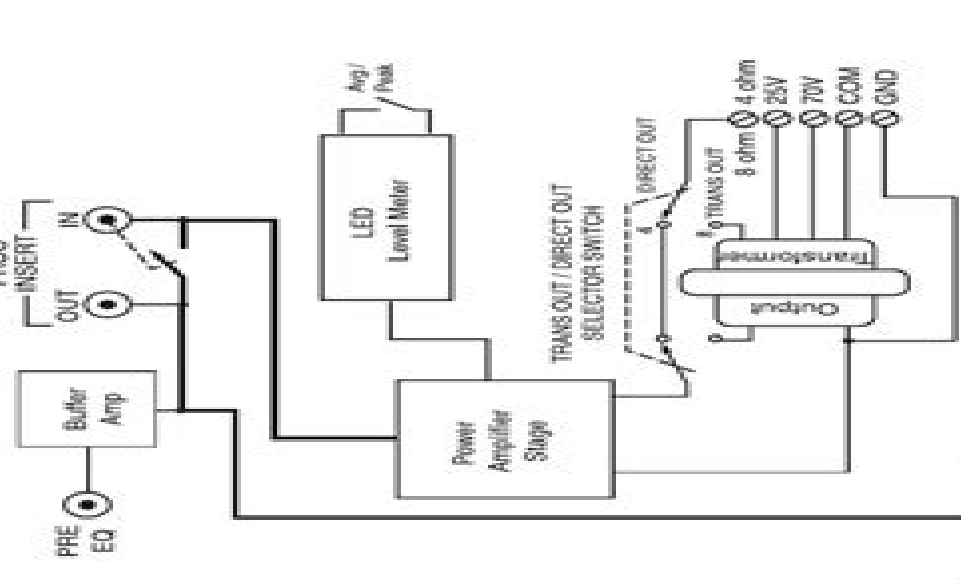 INSERT
IN
OUT
Buffer
Amp
PRE
EQ
Avg./
Peak
LED
Level Meter
Power
Amplifier
Stage
TRANS OUT / DIRECT OUT
SELECTOR SWITCH
DIRECT OUT
TRANS OUT
8 ohm
4 ohm
25V
70V
COM
GND
Output
Transformer